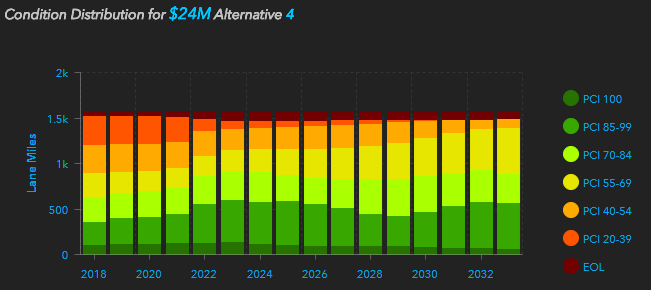 Condition Distribution for $24M Alternative 4
2k
1.5k
1k
500
0
Lane Miles
2018
2020
2022
2024
2026
2028
2030
2032
PCI 100
PCI 85-99
PCI 70-84
PCI 55-69
PCI 40-54
PCI 20-39
EOL